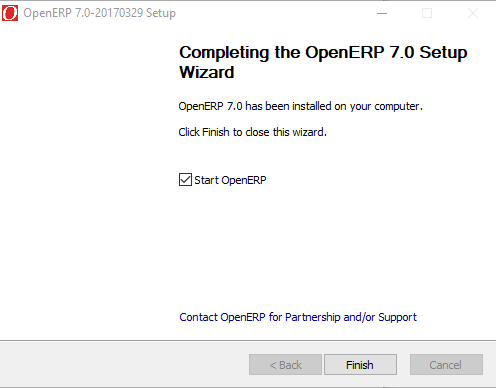 OpenERP 7.0-20170329 Setup
Completing the OpenERP 7.0 Setup
Wizard
OpenERP 7.0 has been installed on your computer.
Click Finish to close this wizard.
Start OpenERP
Contact OpenERP for Partnership and/or Support
< Back
Finish
Cancel